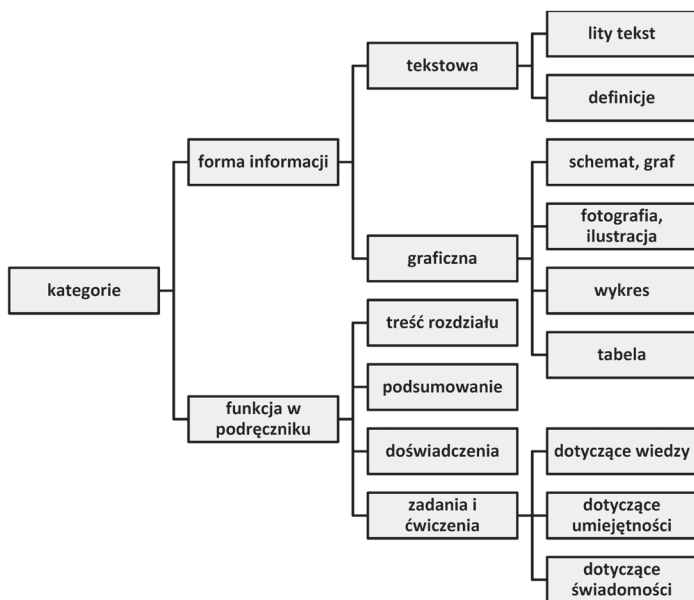 kategorie
forma informacji
tekstowa
lity tekst
definicje
graficzna
schemat, graf
fotografia,
ilustracja
wykres
tabela
funkcja w
podręczniku
treść rozdziału
podsumowanie
doświadczenia
zadania i
ćwiczenia
dotyczące wiedzy
dotyczące
umiejętności
dotyczące
świadomości